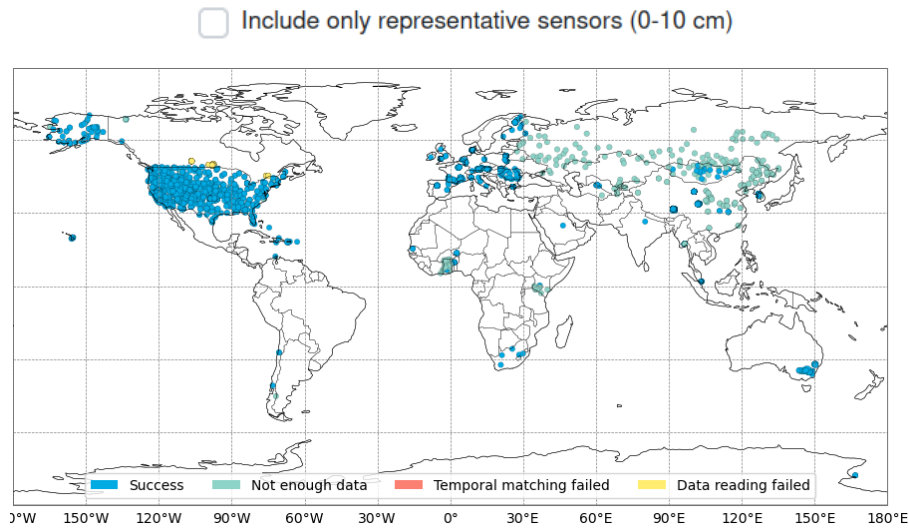 Include only representative sensors (0-10 cm)
Success Not enough data Temporal matching failed Data reading failed
0°W 150°W 120°W 90°W 60°W 30°W 0° 30°E 60°E 90°E 120°E 150°E 180°E